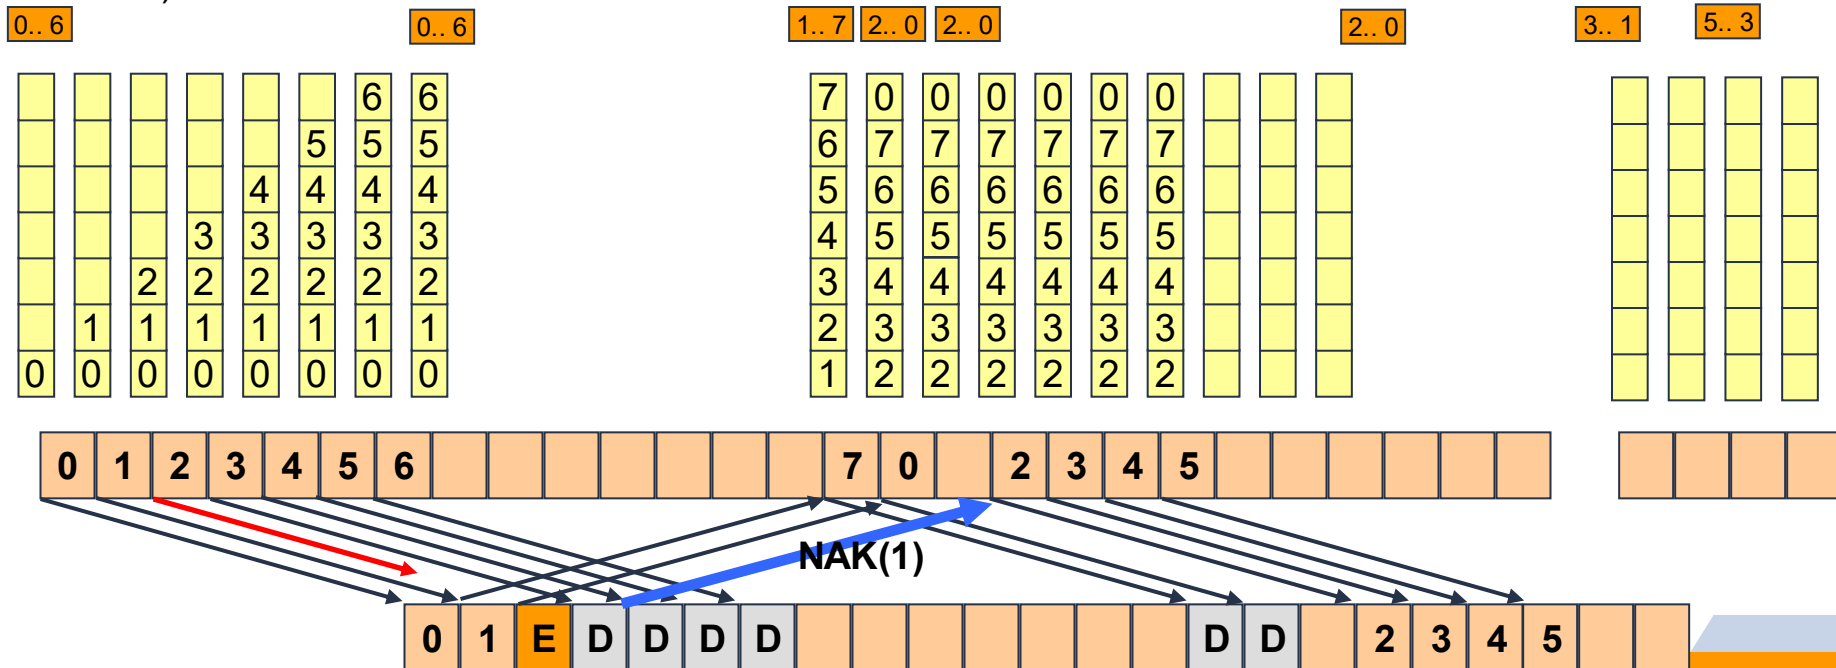 0.. 6 0.. 6 1.. 7 2.. 0 2.. 0 2.. 0 3.. 1 5.. 3
6 6 7 0 0 0 0 0 0
5 5 5 6 7 7 7 7 7 7
4 4 4 4 5 6 6 6 6 6 6
3 3 3 3 3 4 5 5 5 5 5 5
2 2 2 2 2 2 3 4 4 4 4 4 4
1 1 1 1 1 1 1 2 3 3 3 3 3 3
0 0 0 0 0 0 0 0 1 2 2 2 2 2 2
0 1 2 3 4 5 6 7 0 2 3 4 5
NAK(1)
0 1 E D D D D D D 2 3 4 5